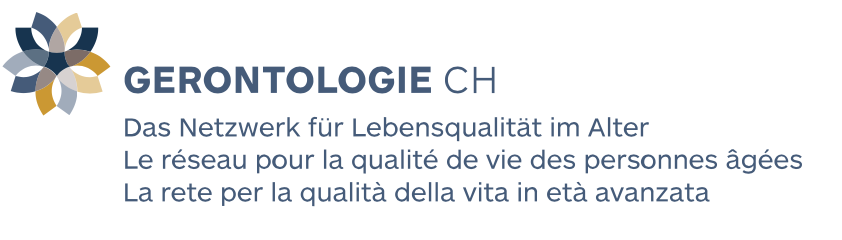 GERONTOLOGIE CH
Das Netzwerk für Lebensqualität im Alter
Le réseau pour la qualité de vie des personnes âgées
La rete per la qualità della vita in età avanzata